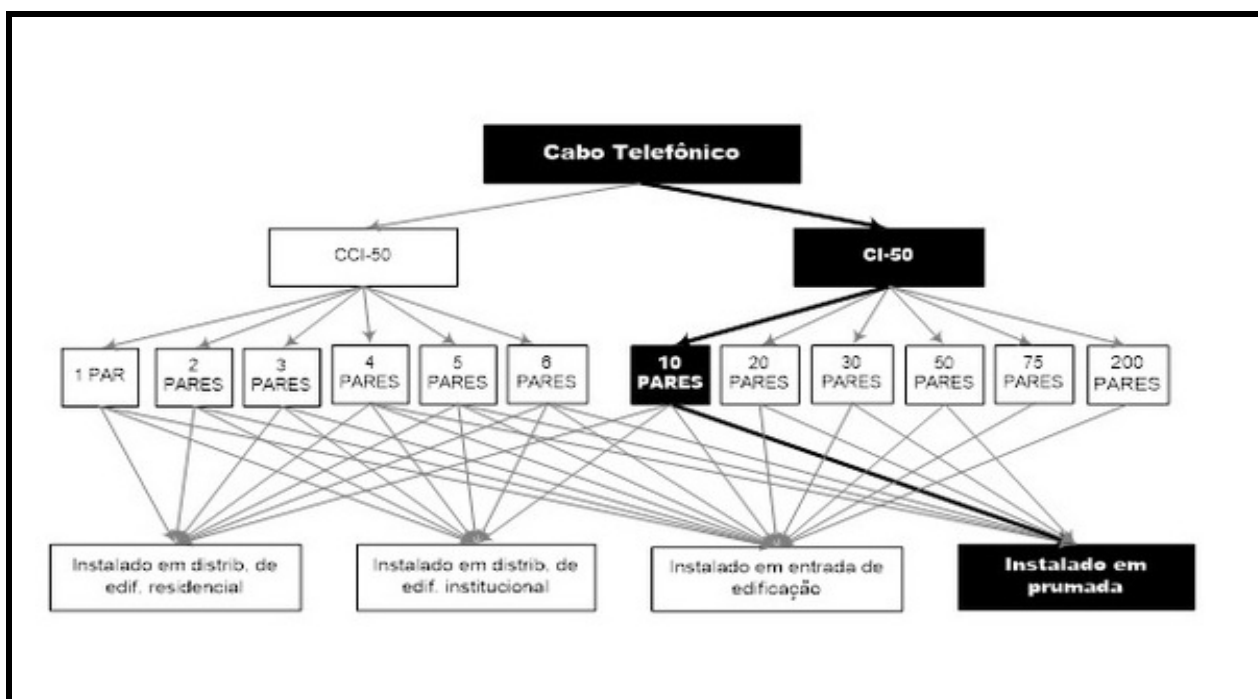 Cabo Telefônico
CCI-50
CI-50
1 PAR
2
PARES
3
PARES
4
PARES
5
PARES
6
PARES
10
PARES
20
PARES
30
PARES
50
PARES
75
PARES
200
PARES
Instalado em distrib. de
edif. residencial
Instalado em distrib. de
edif. institucional
Instalado em entrada de
edificação
Instalado em
prumada